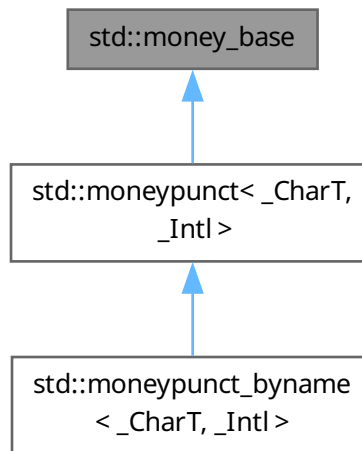 std::money_base
std::moneypunct< _CharT,
_Intl >
std::moneypunct_byname
< _CharT, _Intl >